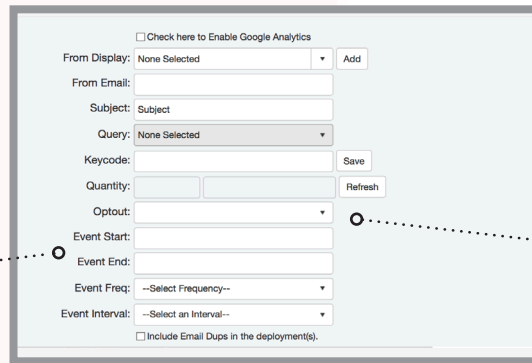 Check here to Enable Google Analytics
From Display: None Selected Add
From Email:
Subject: Subject
Query: None Selected
Keycode: Save
Quantity: Refresh
Optout:
Event Start:
Event End:
Event Freq: --Select Frequency--
Event Interval: --Select an Interval--
Include Email Dups in the deployment(s).